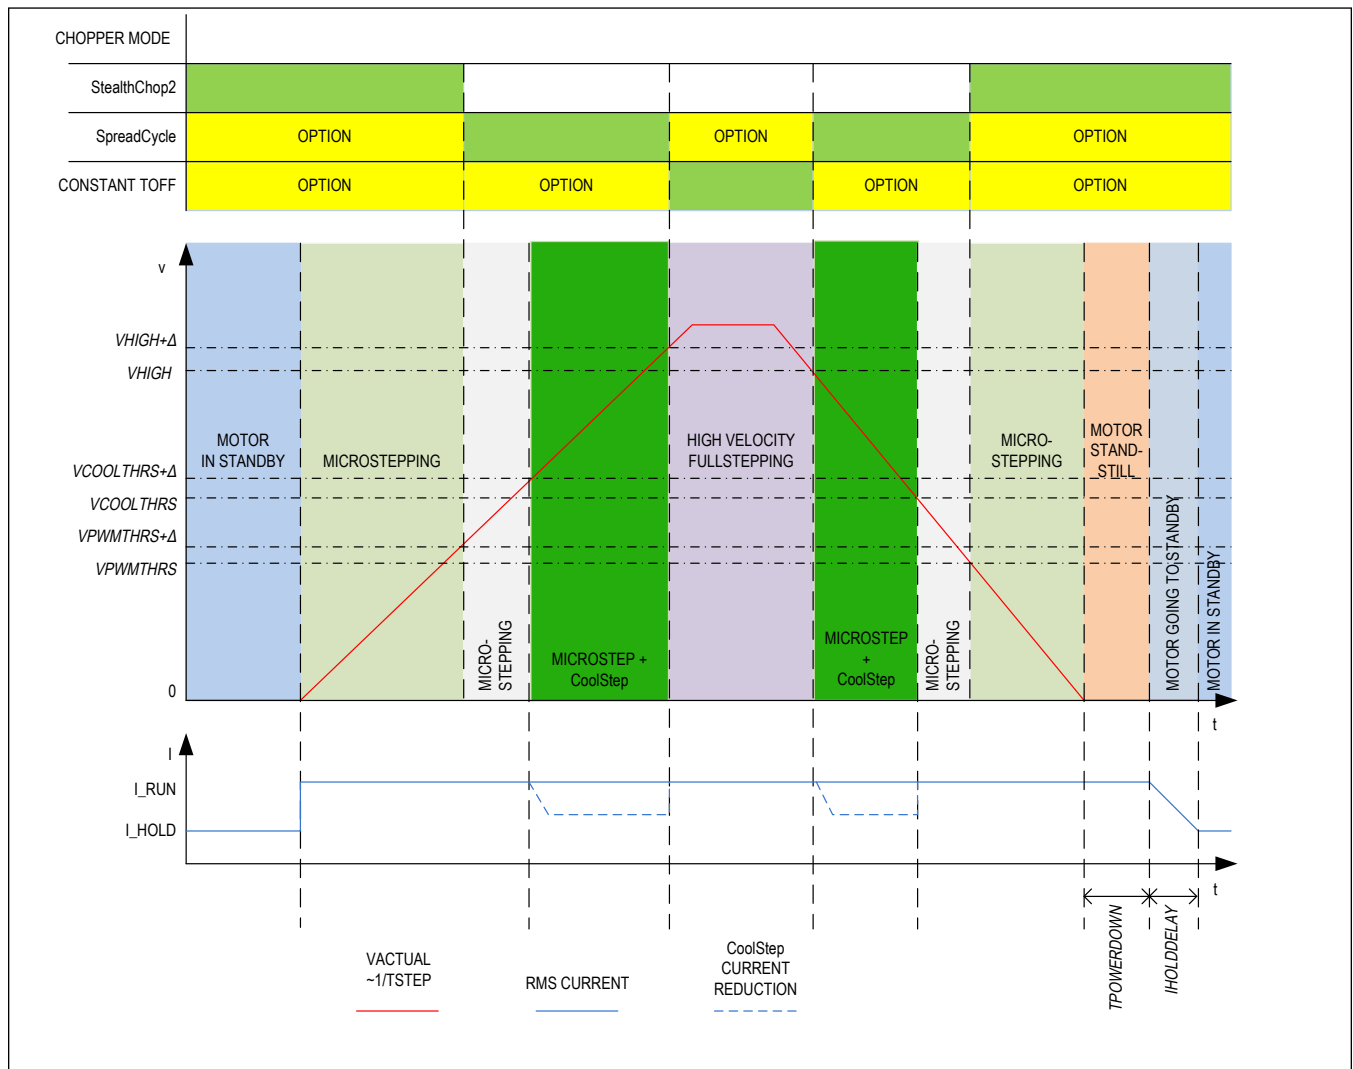 CHOPPER MODE
StealthChop2
SpreadCycle
OPTION
OPTION
OPTION
CONSTANT TOFF
OPTION
OPTION
OPTION
OPTION
v
VHIGH+Δ
VHIGH
VCOOLTHRS+Δ
VCOOLTHRS
VPWMTHRS+Δ
VPWMTHRS
0
MOTOR
IN STANDBY
MICROSTEPPING
MICRO-
STEPPING
MICROSTEP +
CoolStep
HIGH VELOCITY
FULLSTEPPING
MICROSTEP
+
CoolStep
MICRO-
STEPPING
MICRO-
STEPPING
MOTOR
STAND-
STILL
MOTOR GOING TO STANDBY
MOTOR IN STANDBY
t
I
I_RUN
I_HOLD
t
TPOWERDOWN
IHOLDDELAY
VACTUAL
~1/TSTEP
RMS CURRENT
CoolStep
CURRENT
REDUCTION